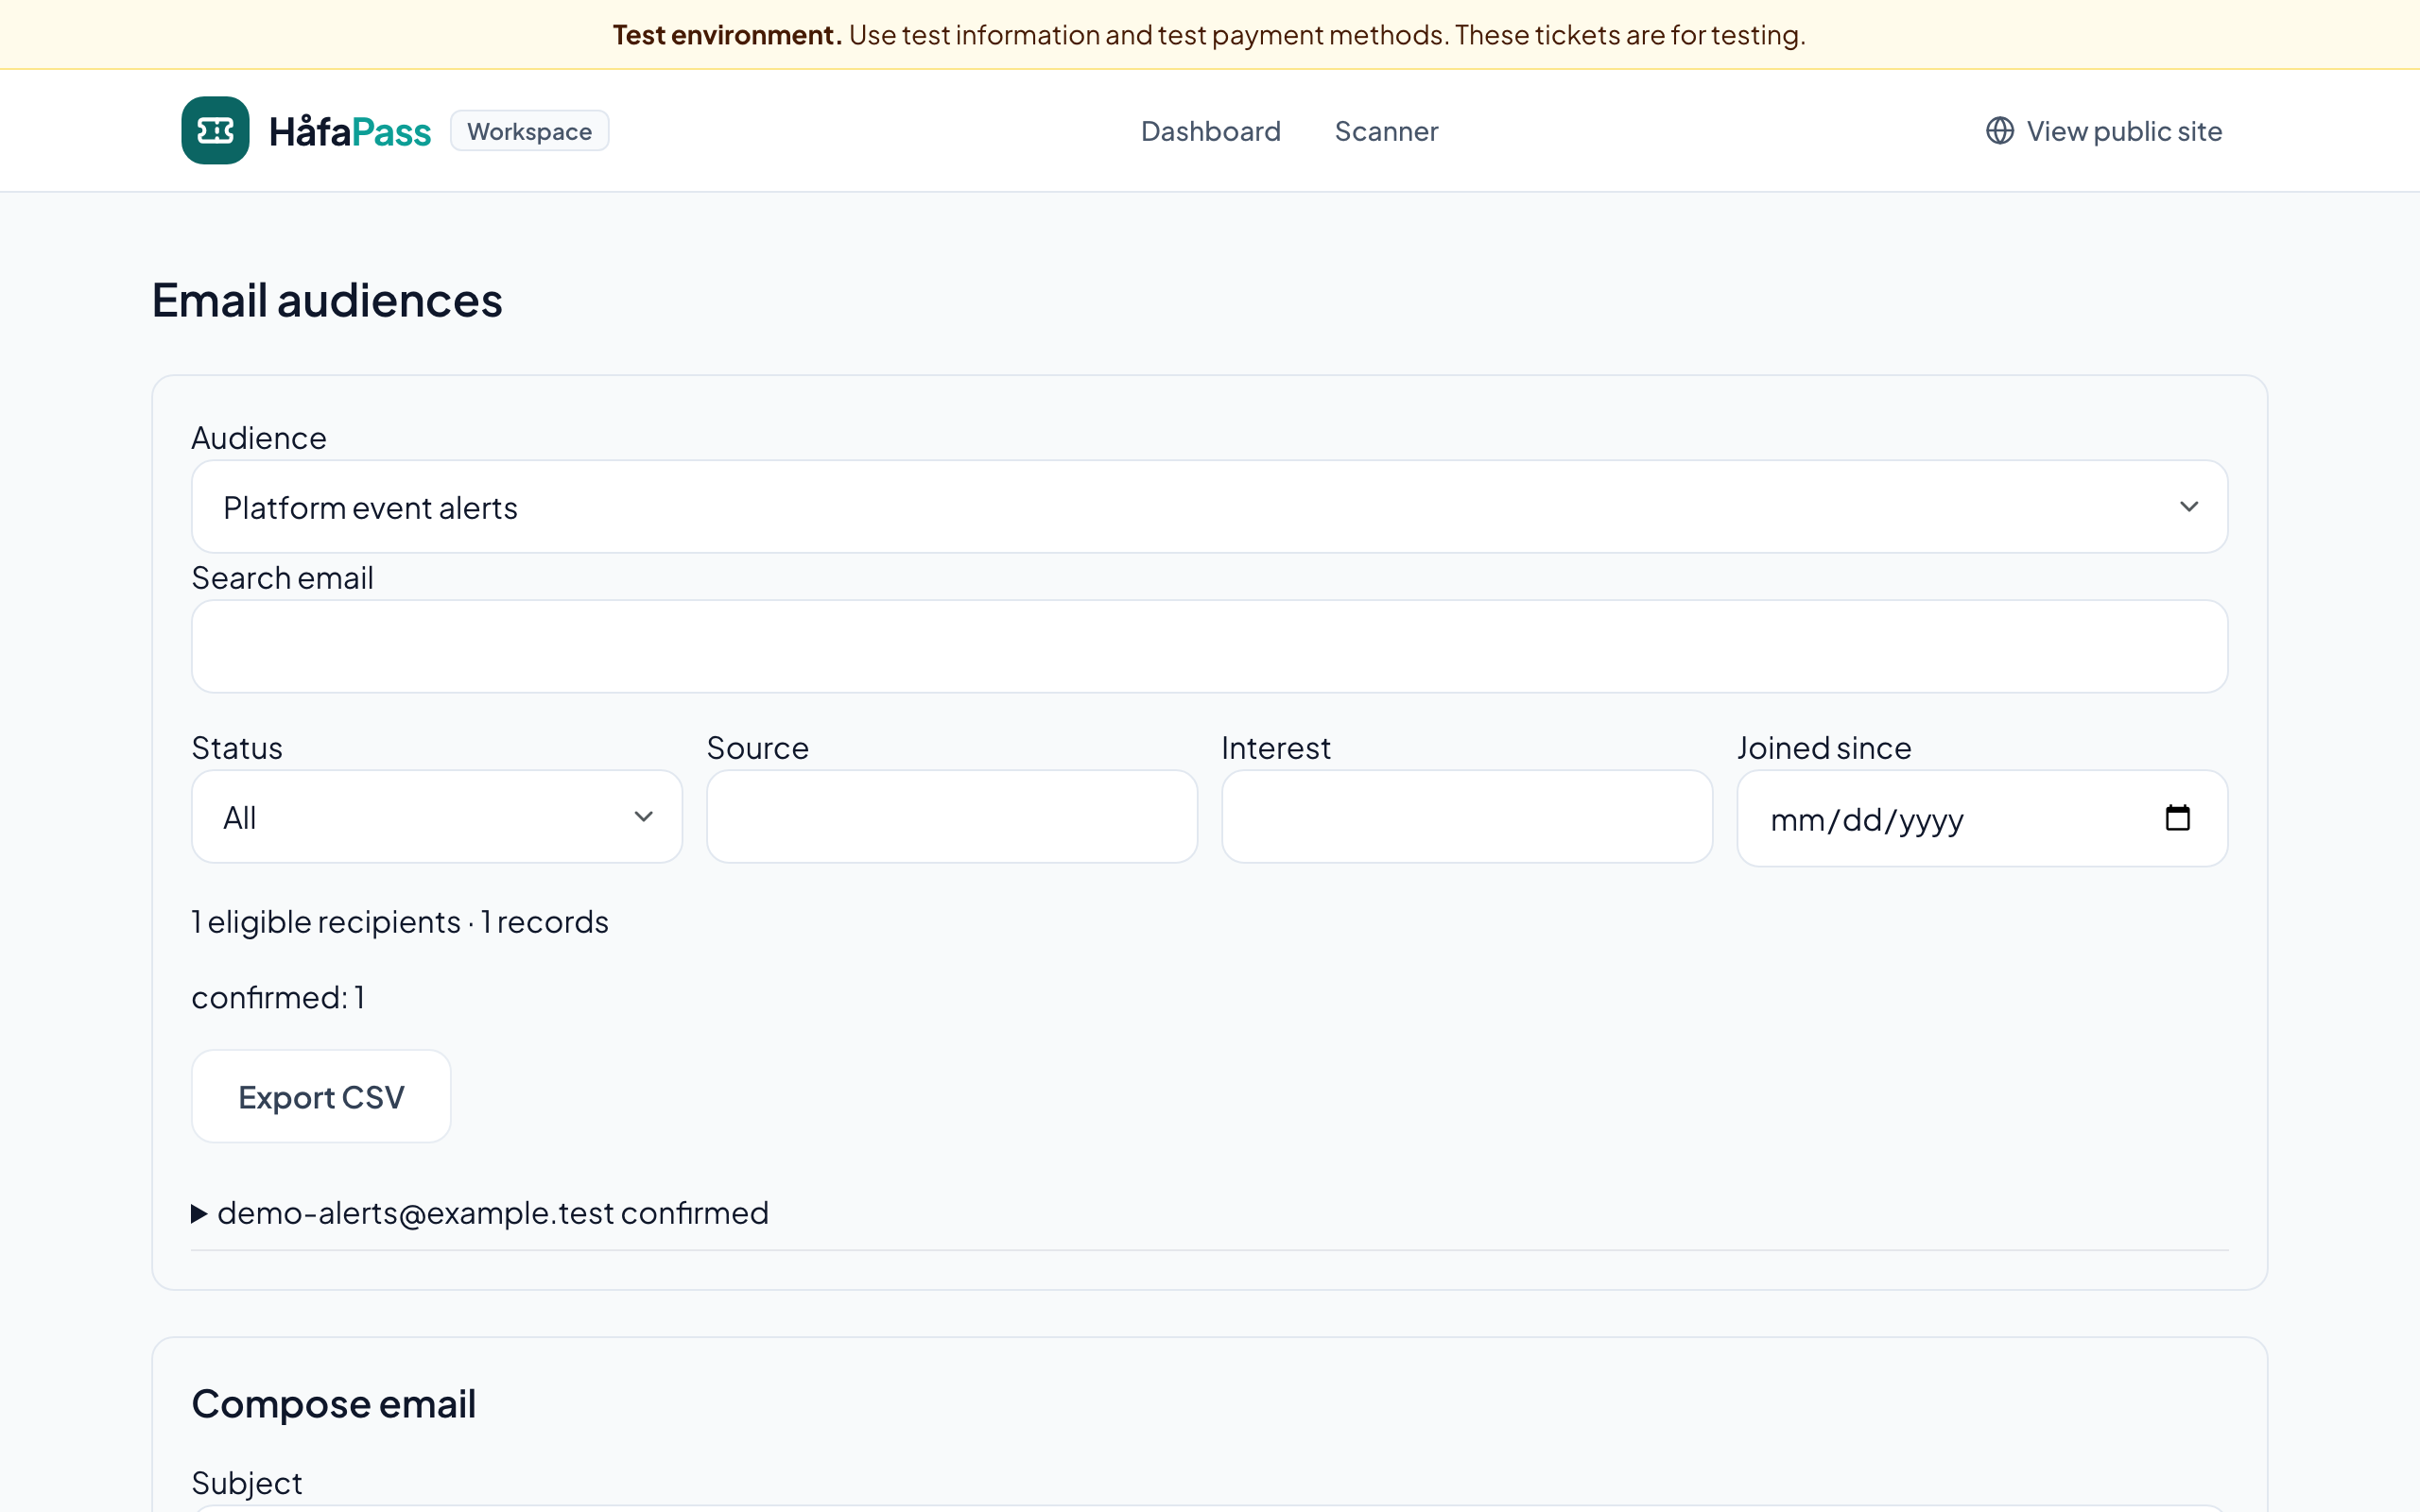 Test environment. Use test information and test payment methods. These tickets are for testing.
HåfaPass
Workspace
Dashboard
Scanner
View public site
Email audiences
Audience
Platform event alerts
Search email
Status
Source
Interest
Joined since
All
mm/dd/yyyy
1 eligible recipients · 1 records
confirmed: 1
Export CSV
demo-alerts@example.test confirmed
Compose email
Subject